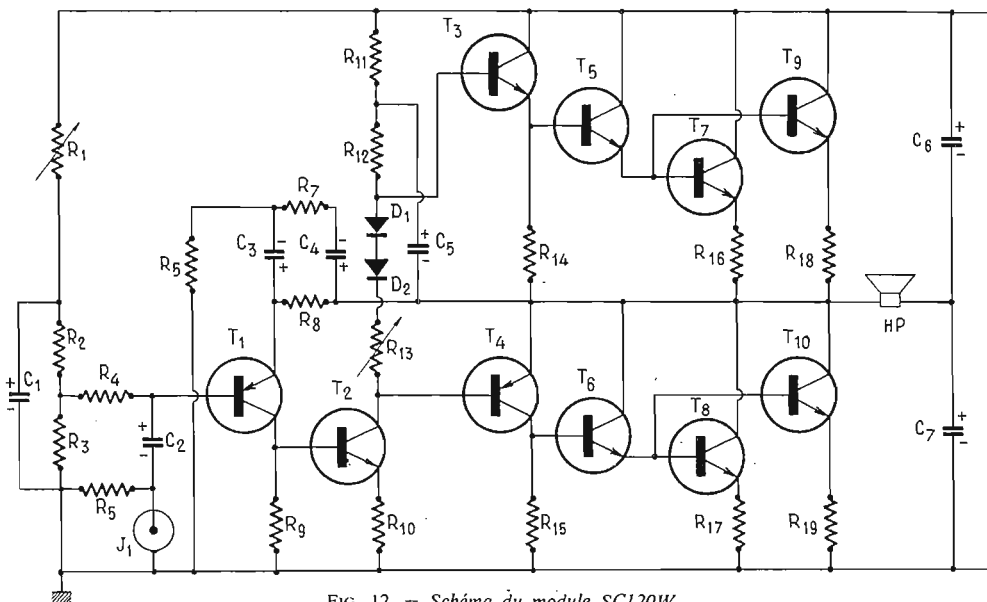 R11
T3
T5
T9
R1
R12
T7
C6
+
-
R7
D1
C3
-
+
C4
-
+
+
C5
-
R5
R14
R16
R18
D2
R8
HP
R2
T1
R13
T4
T10
C1
+
-
R4
T2
T6
T8
C7
+
-
R3
+
C2
-
R5
R9
R10
R15
R17
R19
J1
FIG. 12. — Schéma du module SC120W